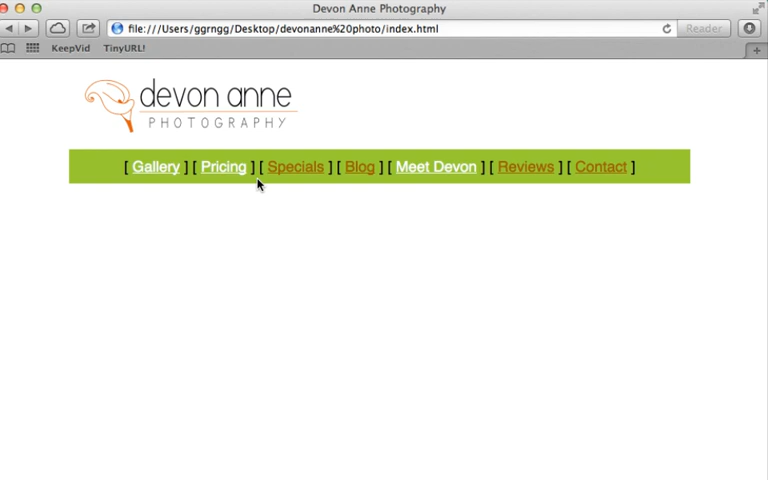 Devon Anne Photography
file:///Users/ggrngg/Desktop/devonanne%20photo/index.html
Reader
KeepVid TinyURL!
devon anne
PHOTOGRAPHY
[ Gallery ] [ Pricing ] [ Specials ] [ Blog ] [ Meet Devon ] [ Reviews ] [ Contact ]